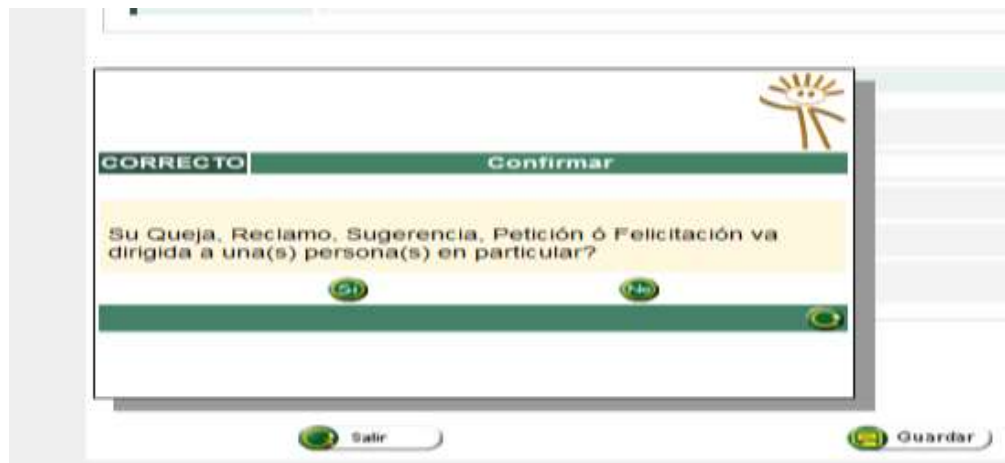 CORRECTO Confirmar
Su Queja, Reclamo, Sugerencia, Petición ó Felicitación va
dirigida a una(s) persona(s) en particular?
Si No
Salir Guardar